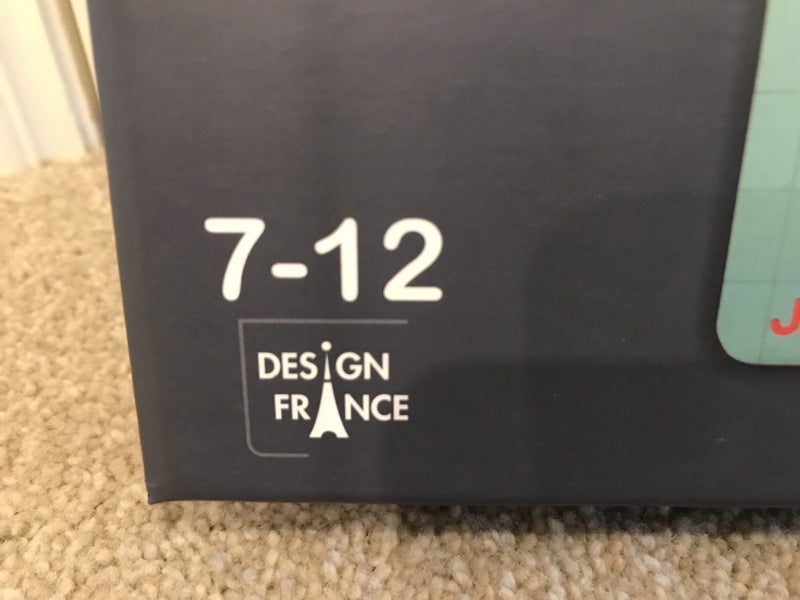 7-12
DESIGN
FRANCE
J